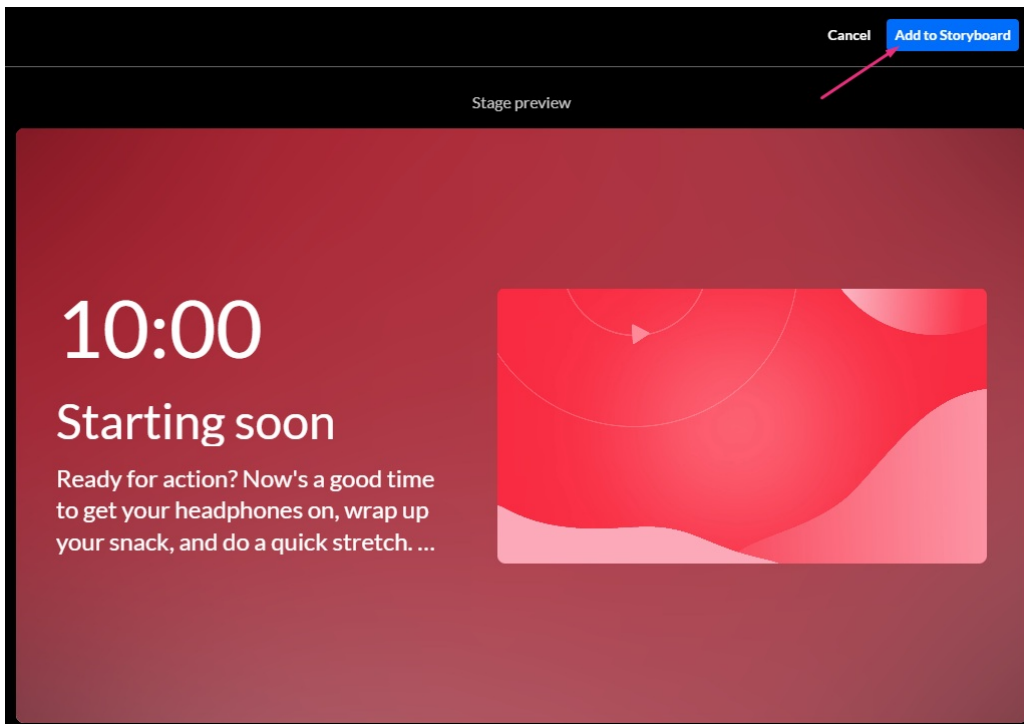 Cancel
Add to Storyboard
Stage preview
10:00
Starting soon
Ready for action? Now's a good time
to get your headphones on, wrap up
your snack, and do a quick stretch. ...